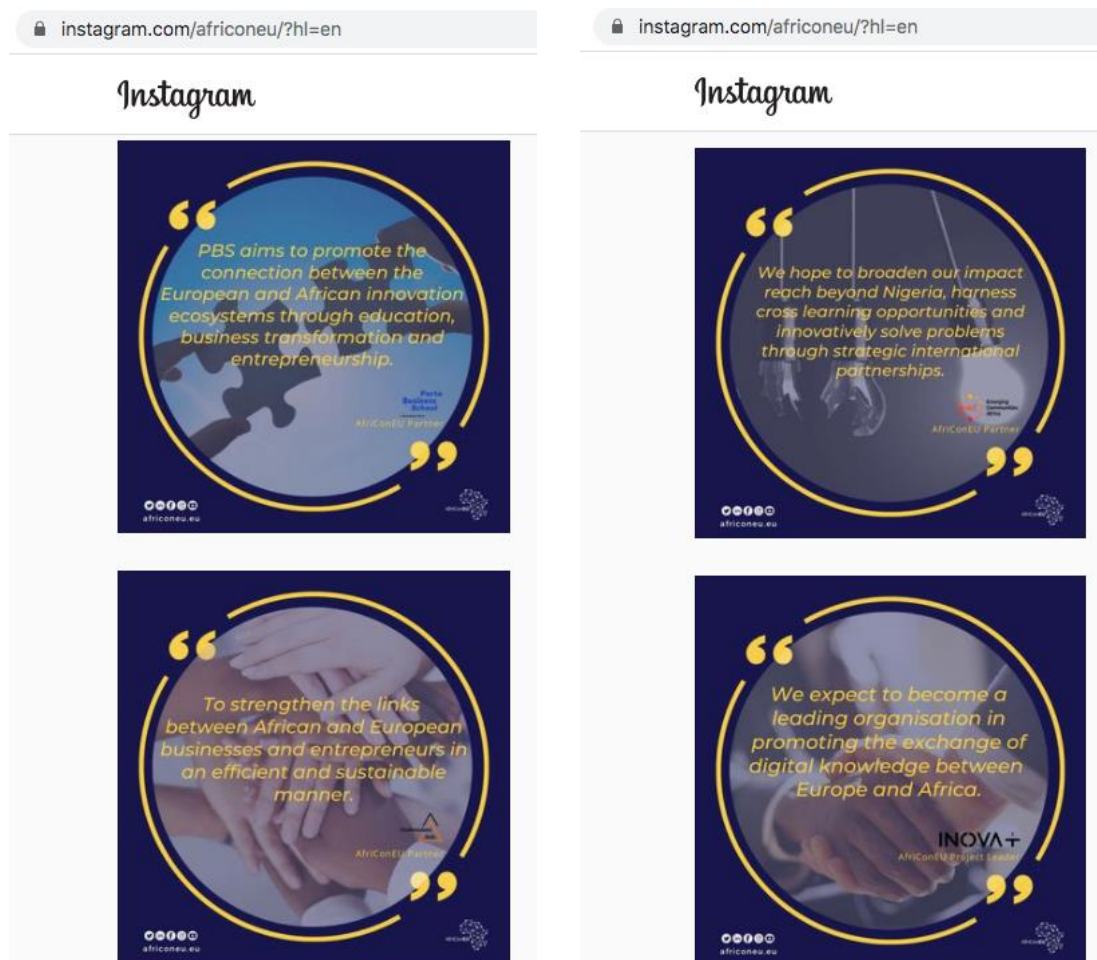 instagram.com/africoneu/?hl=en
Instagram
“
PBS aims to promote the
connection between the
European and African innovation
ecosystems through education,
business transformation and
entrepreneurship.
Porto
Business
School
AfriConEU Partner
”
africoneu.eu
“
To strengthen the links
between African and European
businesses and entrepreneurs in
an efficient and sustainable
manner.
AfriConEU Partner
”
africoneu.eu
instagram.com/africoneu/?hl=en
Instagram
“
We hope to broaden our impact
reach beyond Nigeria, harness
cross learning opportunities and
innovatively solve problems
through strategic international
partnerships.
Emerging
Communities
Africa
AfriConEU Partner
”
africoneu.eu
“
We expect to become a
leading organisation in
promoting the exchange of
digital knowledge between
Europe and Africa.
INOVA+
AfriConEU Project Leader
”
africoneu.eu